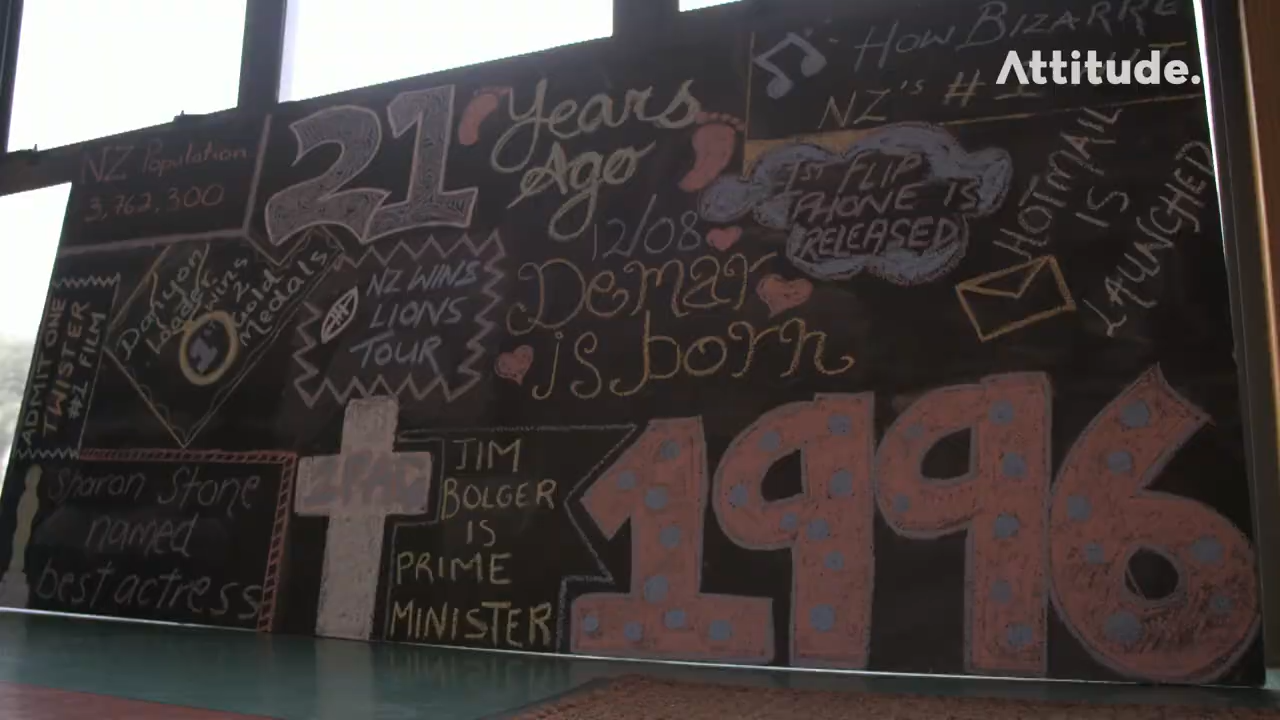 Attitude.
HOW BIZARRE
NZ's #1
21 Years
Ago
NZ Population
3,762,300
1ST FLIP
PHONE IS
RELEASED
HOTMAIL
IS
LAUNCHED
12/08
Demar
is born
Danyon
Loader
wins
2
Gold
Medals
1
NZ WINS
LIONS
TOUR
ADMIT ONE
TWISTER
#2 FILM
Sharon Stone
named
best actress
2PAC
JIM
BOLGER
IS
PRIME
MINISTER
1996